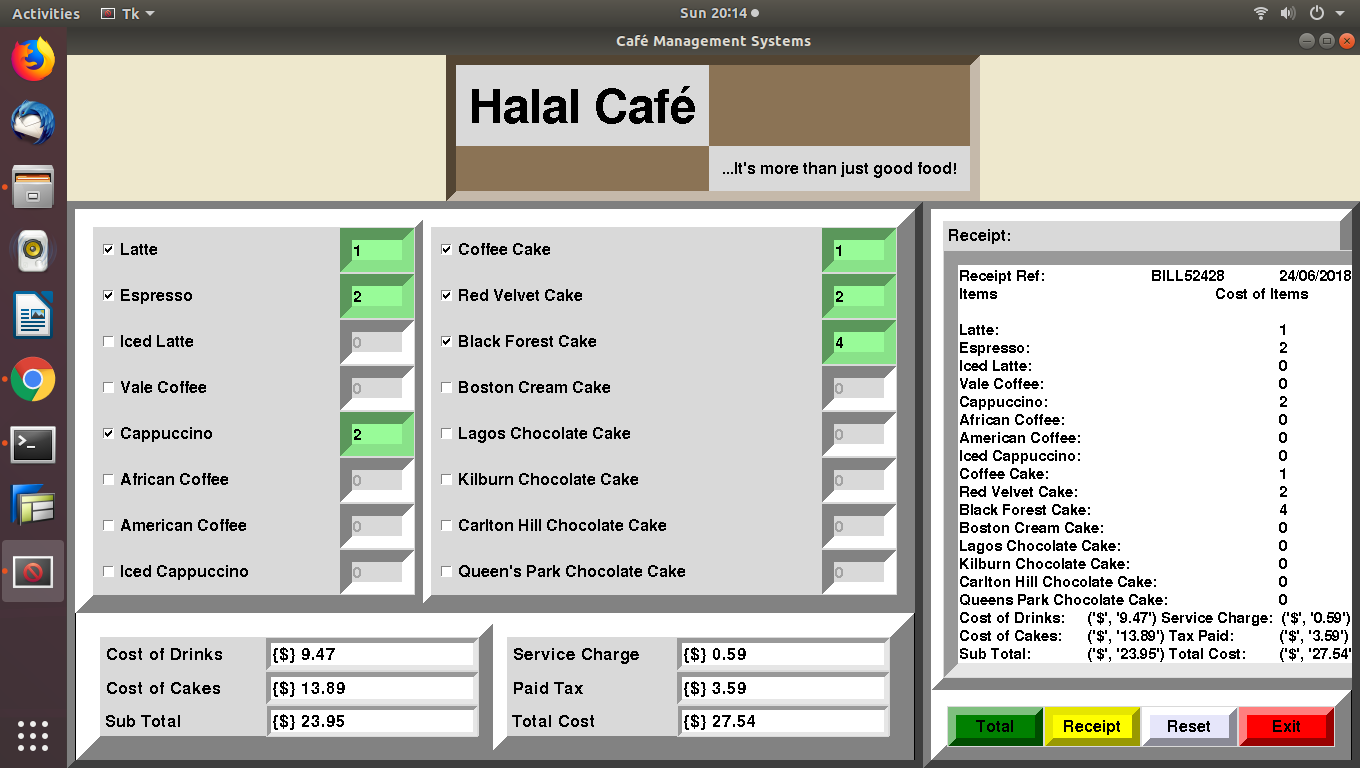 Activities Tk Sun 20:14
Café Management Systems
Halal Café
...It's more than just good food!
Latte 1
Espresso 2
Iced Latte 0
Vale Coffee 0
Cappuccino 2
African Coffee 0
American Coffee 0
Iced Cappuccino 0
Coffee Cake 1
Red Velvet Cake 2
Black Forest Cake 4
Boston Cream Cake 0
Lagos Chocolate Cake 0
Kilburn Chocolate Cake 0
Carlton Hill Chocolate Cake 0
Queen's Park Chocolate Cake 0
Cost of Drinks {$} 9.47
Cost of Cakes {$} 13.89
Sub Total {$} 23.95
Service Charge {$} 0.59
Paid Tax {$} 3.59
Total Cost {$} 27.54
Receipt:
Receipt Ref: BILL52428 24/06/2018
Items Cost of Items
Latte: 1
Espresso: 2
Iced Latte: 0
Vale Coffee: 0
Cappuccino: 2
African Coffee: 0
American Coffee: 0
Iced Cappuccino: 0
Coffee Cake: 1
Red Velvet Cake: 2
Black Forest Cake: 4
Boston Cream Cake: 0
Lagos Chocolate Cake: 0
Kilburn Chocolate Cake: 0
Carlton Hill Chocolate Cake: 0
Queens Park Chocolate Cake: 0
Cost of Drinks: ('$', '9.47') Service Charge: ('$', '0.59')
Cost of Cakes: ('$', '13.89') Tax Paid: ('$', '3.59')
Sub Total: ('$', '23.95') Total Cost: ('$', '27.54'
Total Receipt Reset Exit